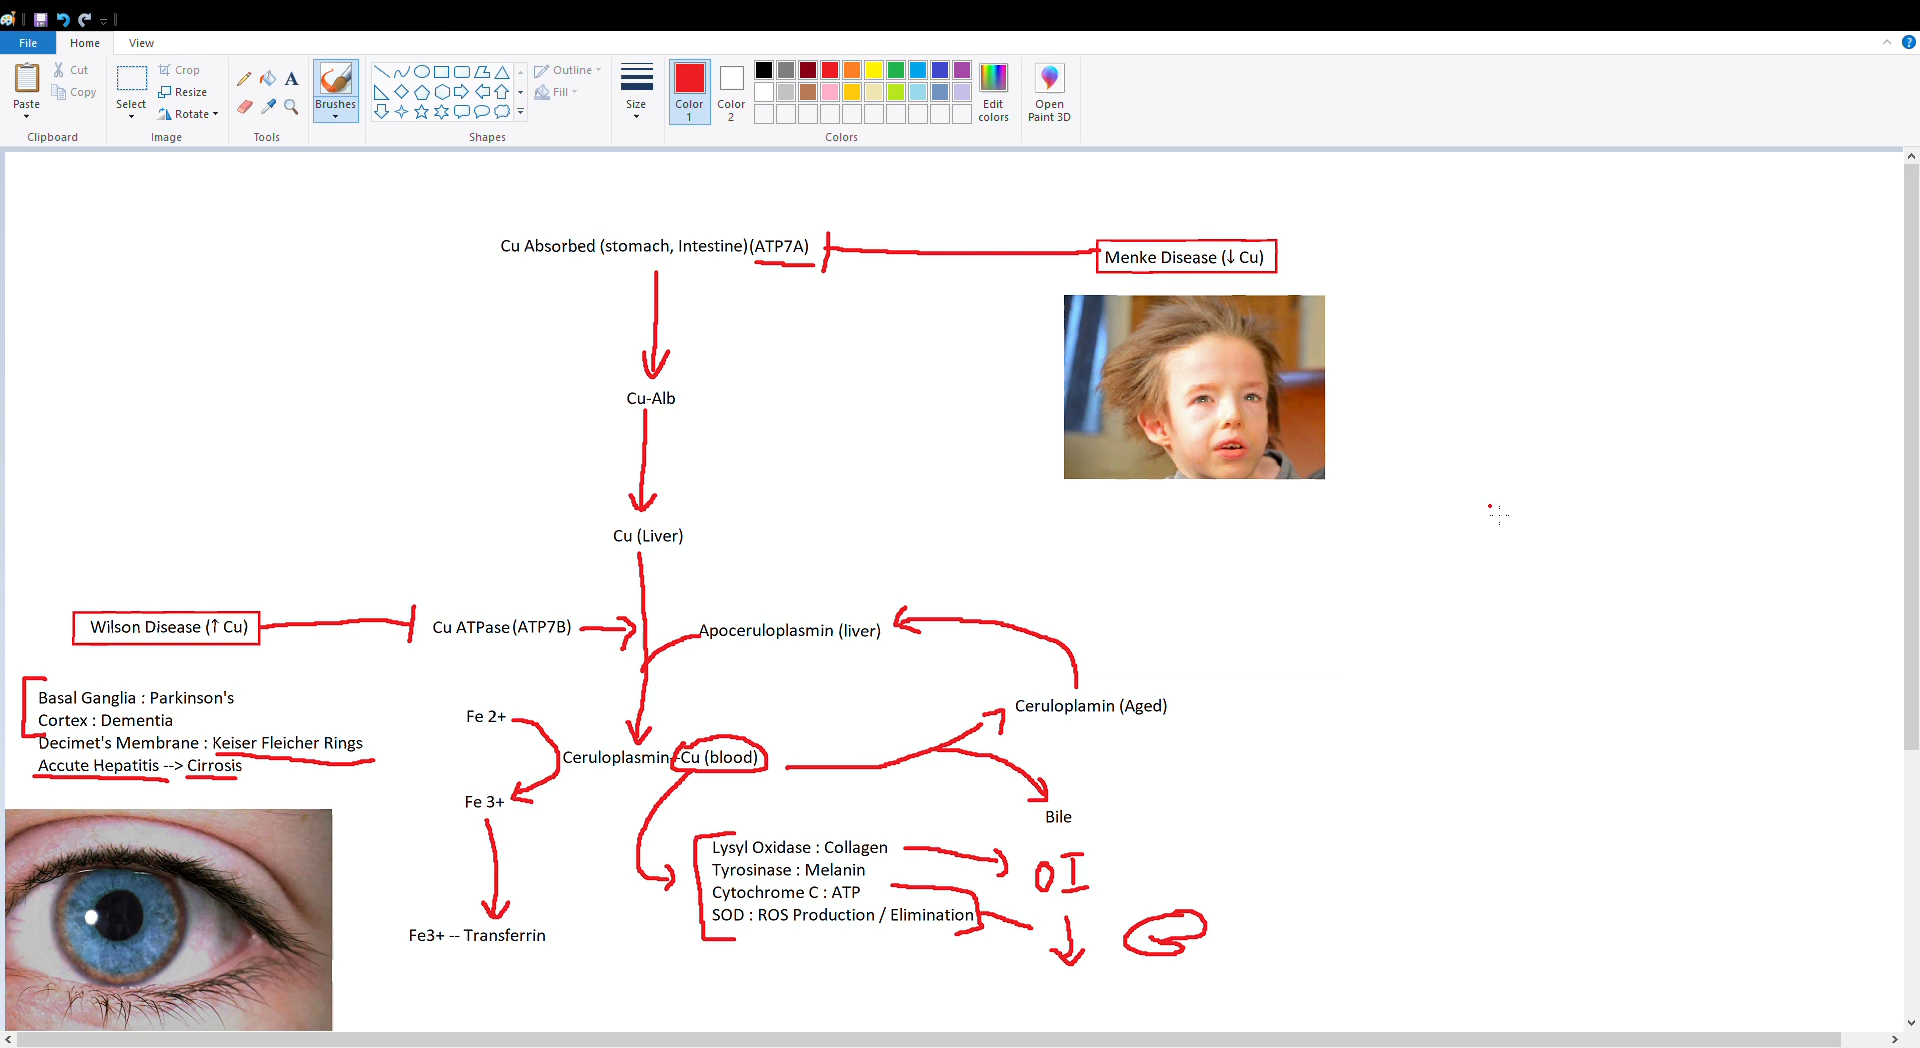 File Home View
Cut
Copy
Paste
Clipboard
Crop
Resize
Rotate
Select
Image
Tools
Brushes
Outline
Fill
Shapes
Size
Color
1
Color
2
Edit
colors
Colors
Open
Paint 3D
Cu Absorbed (stomach, Intestine)(ATP7A)
Menke Disease (↓ Cu)
Cu-Alb
Cu (Liver)
Wilson Disease (↑ Cu)
Cu ATPase (ATP7B)
Apoceruloplasmin (liver)
Basal Ganglia : Parkinson's
Cortex : Dementia
Decimet's Membrane : Keiser Fleicher Rings
Accute Hepatitis --> Cirrosis
Fe 2+
Ceruloplamin (Aged)
Ceruloplasmin--Cu (blood)
Fe 3+
Bile
Lysyl Oxidase : Collagen
Tyrosinase : Melanin
Cytochrome C : ATP
SOD : ROS Production / Elimination
OI
Fe3+ -- Transferrin